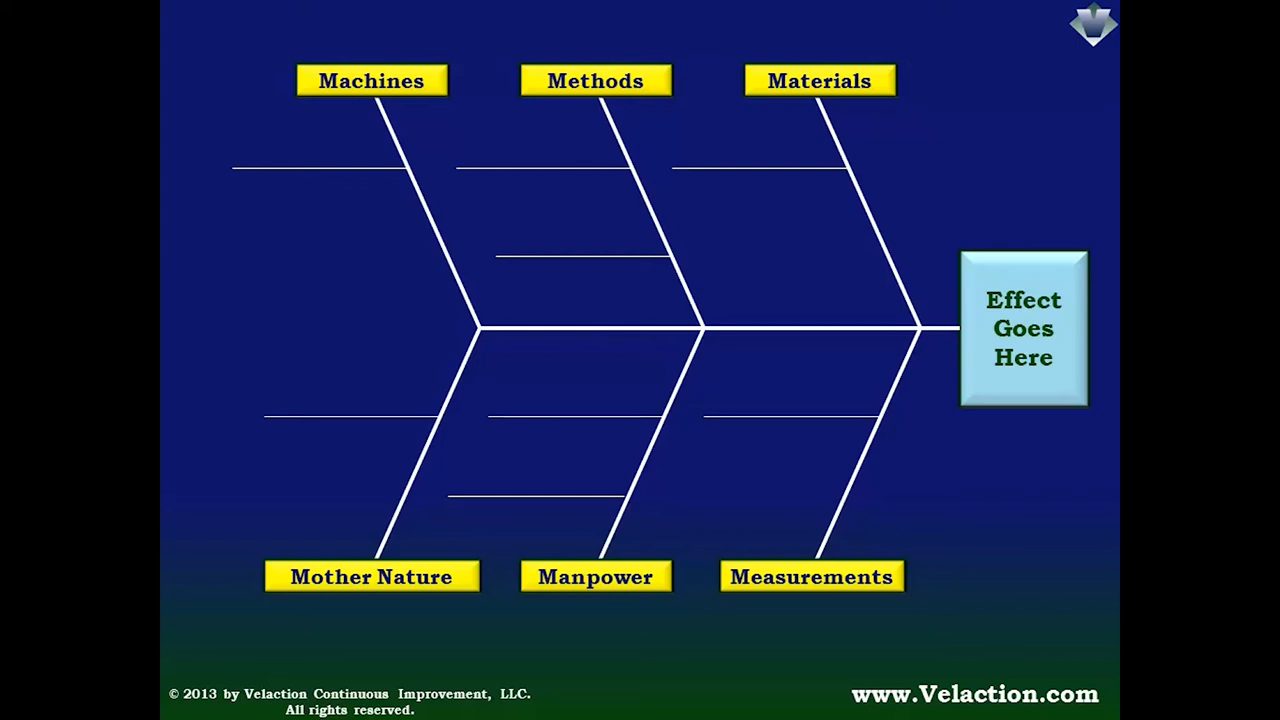 Machines
Methods
Materials
Effect
Goes
Here
Mother Nature
Manpower
Measurements
© 2013 by Velaction Continuous Improvement, LLC.
All rights reserved.
www.Velaction.com